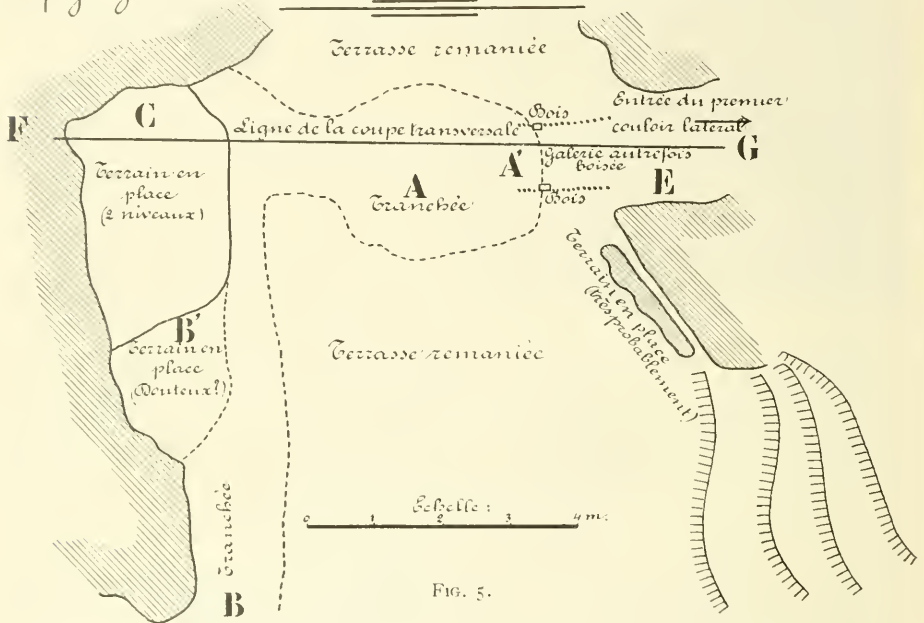 Terrasse remaniée
F
C
Ligne de la coupe transversale
Bois
Entrée du premier
couloir latéral
G
A'
Galerie autrefois
boisée
E
Terrain en
place
(2 niveaux)
A
Tranchée
Bois
Terrain en place
(très probablement)
B'
Terrain en
place
(Douteux?)
Terrasse remaniée
Tranchée
B
Echelle :
0 1 2 3 4 m.
FIG. 5.